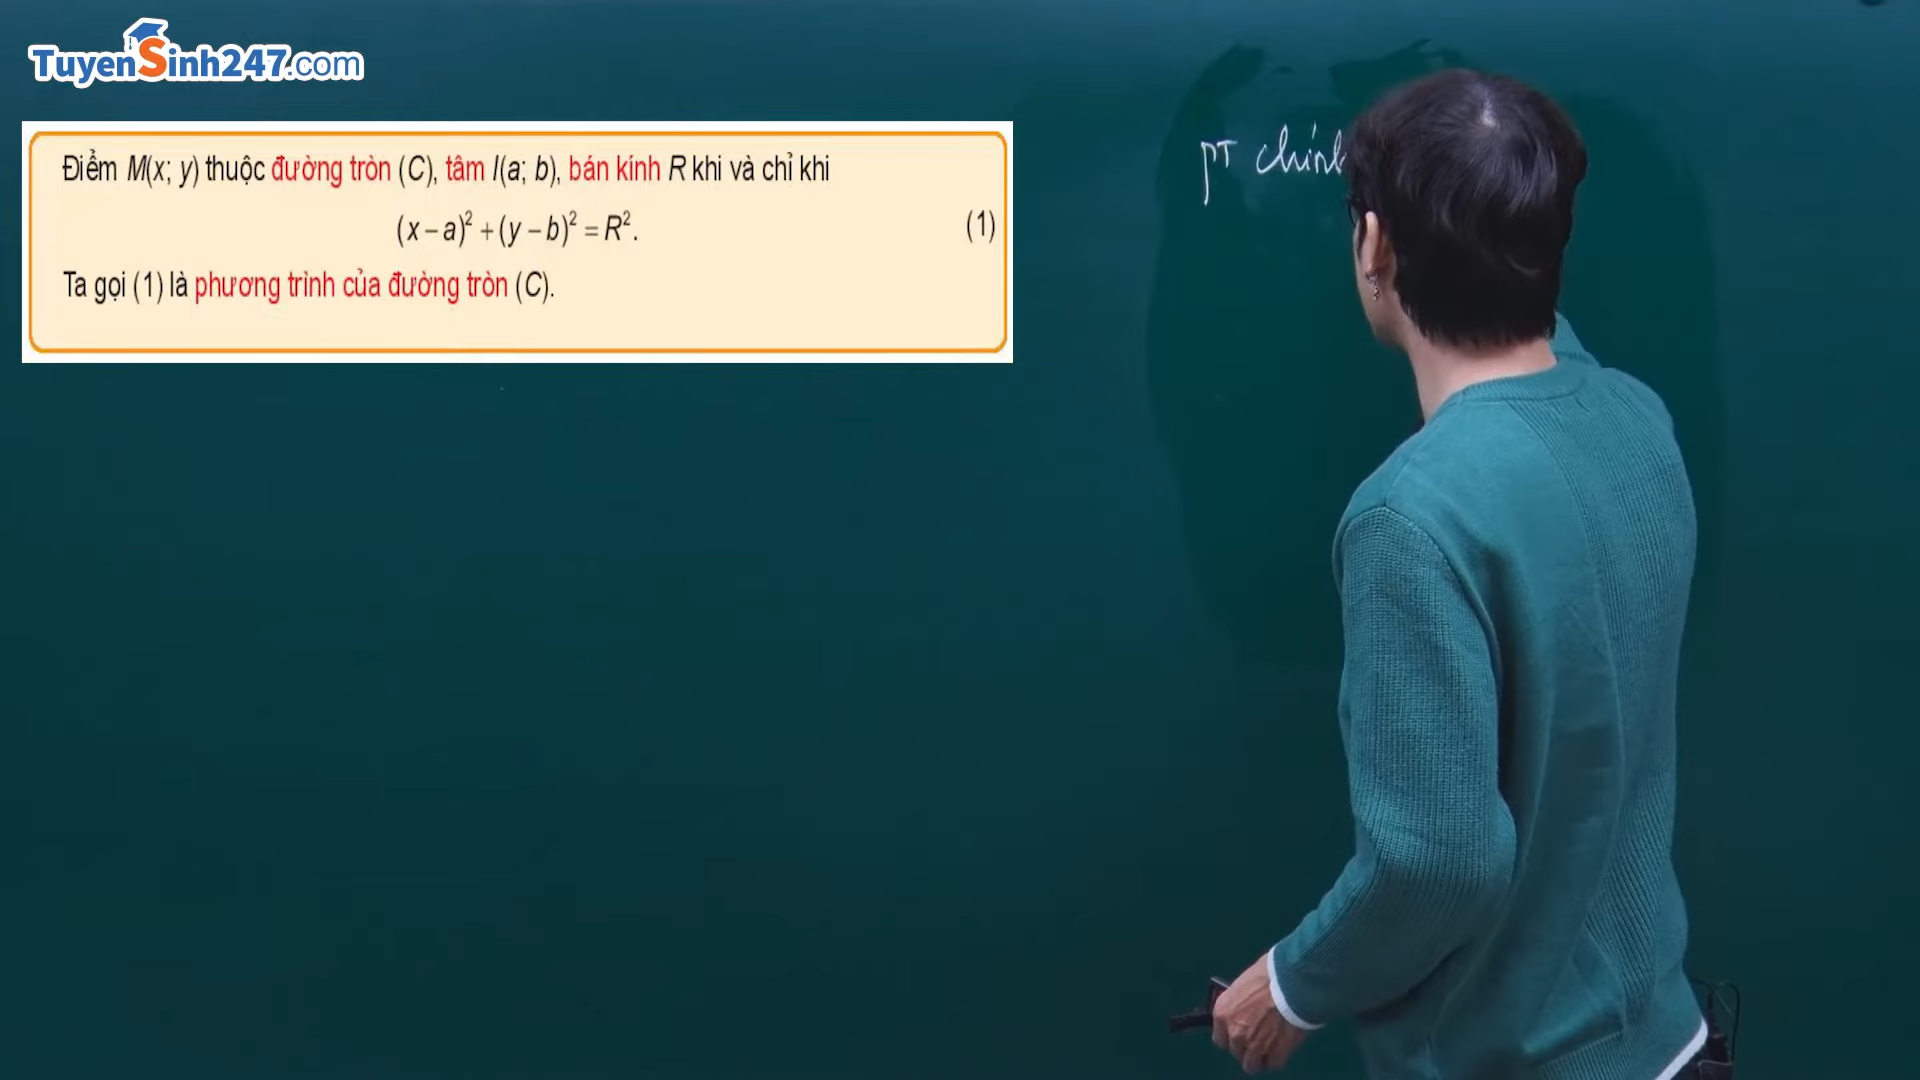 TuyenSinh247.com
Điểm M(x; y) thuộc đường tròn (C), tâm I(a; b), bán kính R khi và chỉ khi
(x – a)² + (y – b)² = R². (1)
Ta gọi (1) là phương trình của đường tròn (C).
PT chính